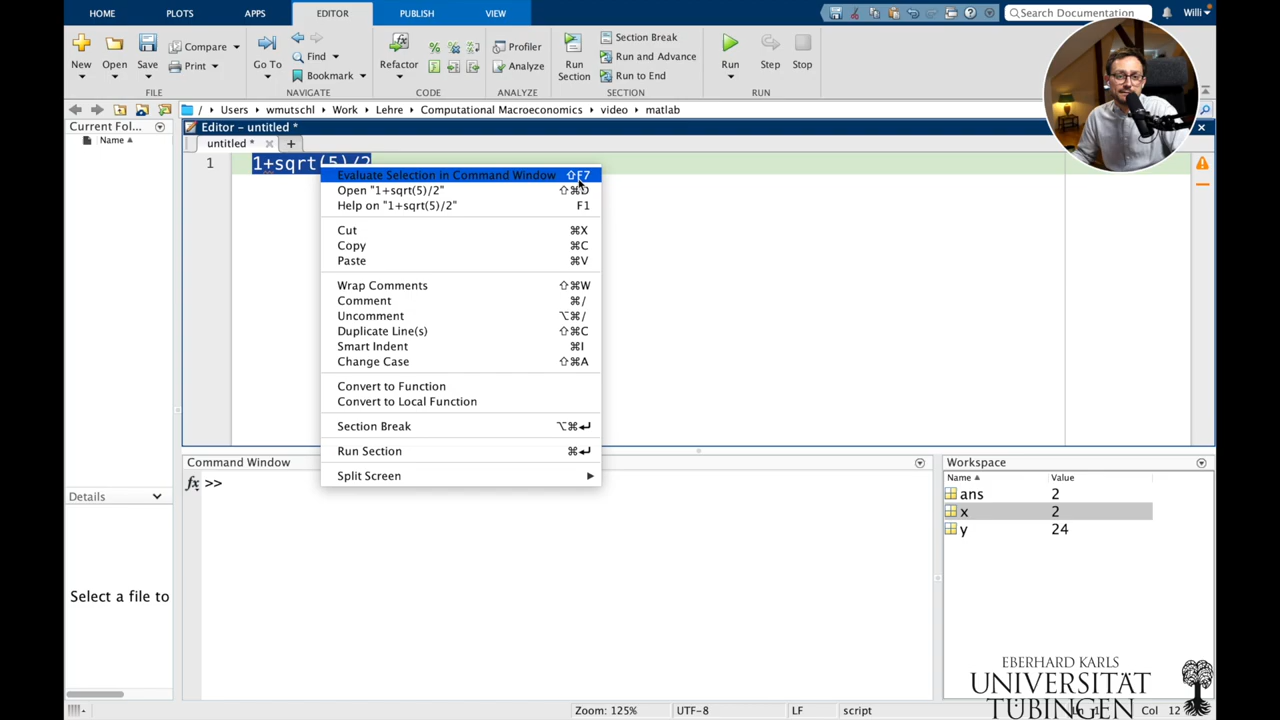 HOME PLOTS APPS EDITOR PUBLISH VIEW Search Documentation Willi
New Open Save Compare Print Go To Find Bookmark Refactor Profiler Analyze Run Section Section Break Run and Advance Run to End Run Step Stop
FILE NAVIGATE CODE ANALYZE SECTION RUN
/ Users wmutschl Work Lehre Computational Macroeconomics video matlab
Current Fol...
Name
Editor - untitled *
untitled *
1 1+sqrt(5)/2
Evaluate Selection in Command Window ⇧F7
Open "1+sqrt(5)/2" ⇧⌘D
Help on "1+sqrt(5)/2" F1
Cut ⌘X
Copy ⌘C
Paste ⌘V
Wrap Comments ⇧⌘W
Comment ⌘/
Uncomment ⌥⌘/
Duplicate Line(s) ⇧⌘C
Smart Indent ⌘I
Change Case ⇧⌘A
Convert to Function
Convert to Local Function
Section Break ⌥⌘↩
Run Section ⌘↩
Split Screen
Command Window
fx >>
Workspace
Name Value
ans 2
x 2
y 24
Details
Select a file to
EBERHARD KARLS
UNIVERSITÄT
TÜBINGEN
Zoom: 125% UTF-8 LF script Col 12